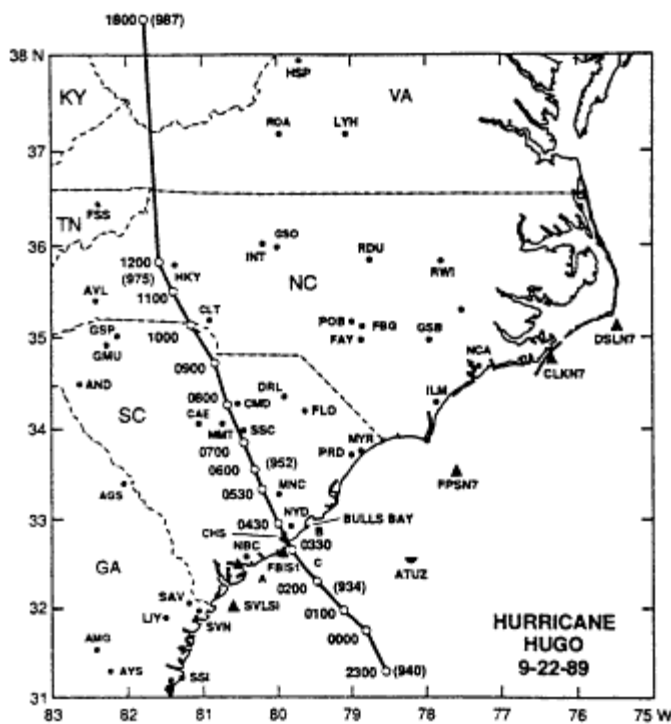 1800 (987)
38 N
HSP
KY
VA
ROA
LYH
37
TN
FSS
GSO
36
INT
RDU
RWI
1200
(975)
HKY
NC
1100
AVL
CLT
POB
FBG
GSB
DSLN7
35
GSP
1000
FAY
NCA
GMU
CLKN7
0900
AND
DRL
ILM
0800
CMD
SC
CAE
FLO
34
MMT
SSC
MYR
0700
PRD
0600
(952)
FPSN7
AGS
0530
MNC
NYD
BULLS BAY
33
0430
CHS
B
0330
NBC
FBIS1
C
ATUZ
GA
A
0200
(934)
SAV
SVLSI
32
0100
LIY
SVN
0000
HURRICANE
HUGO
9-22-89
AMG
AYS
SSI
2300 (940)
31
83
82
81
80
79
78
77
76
75 W